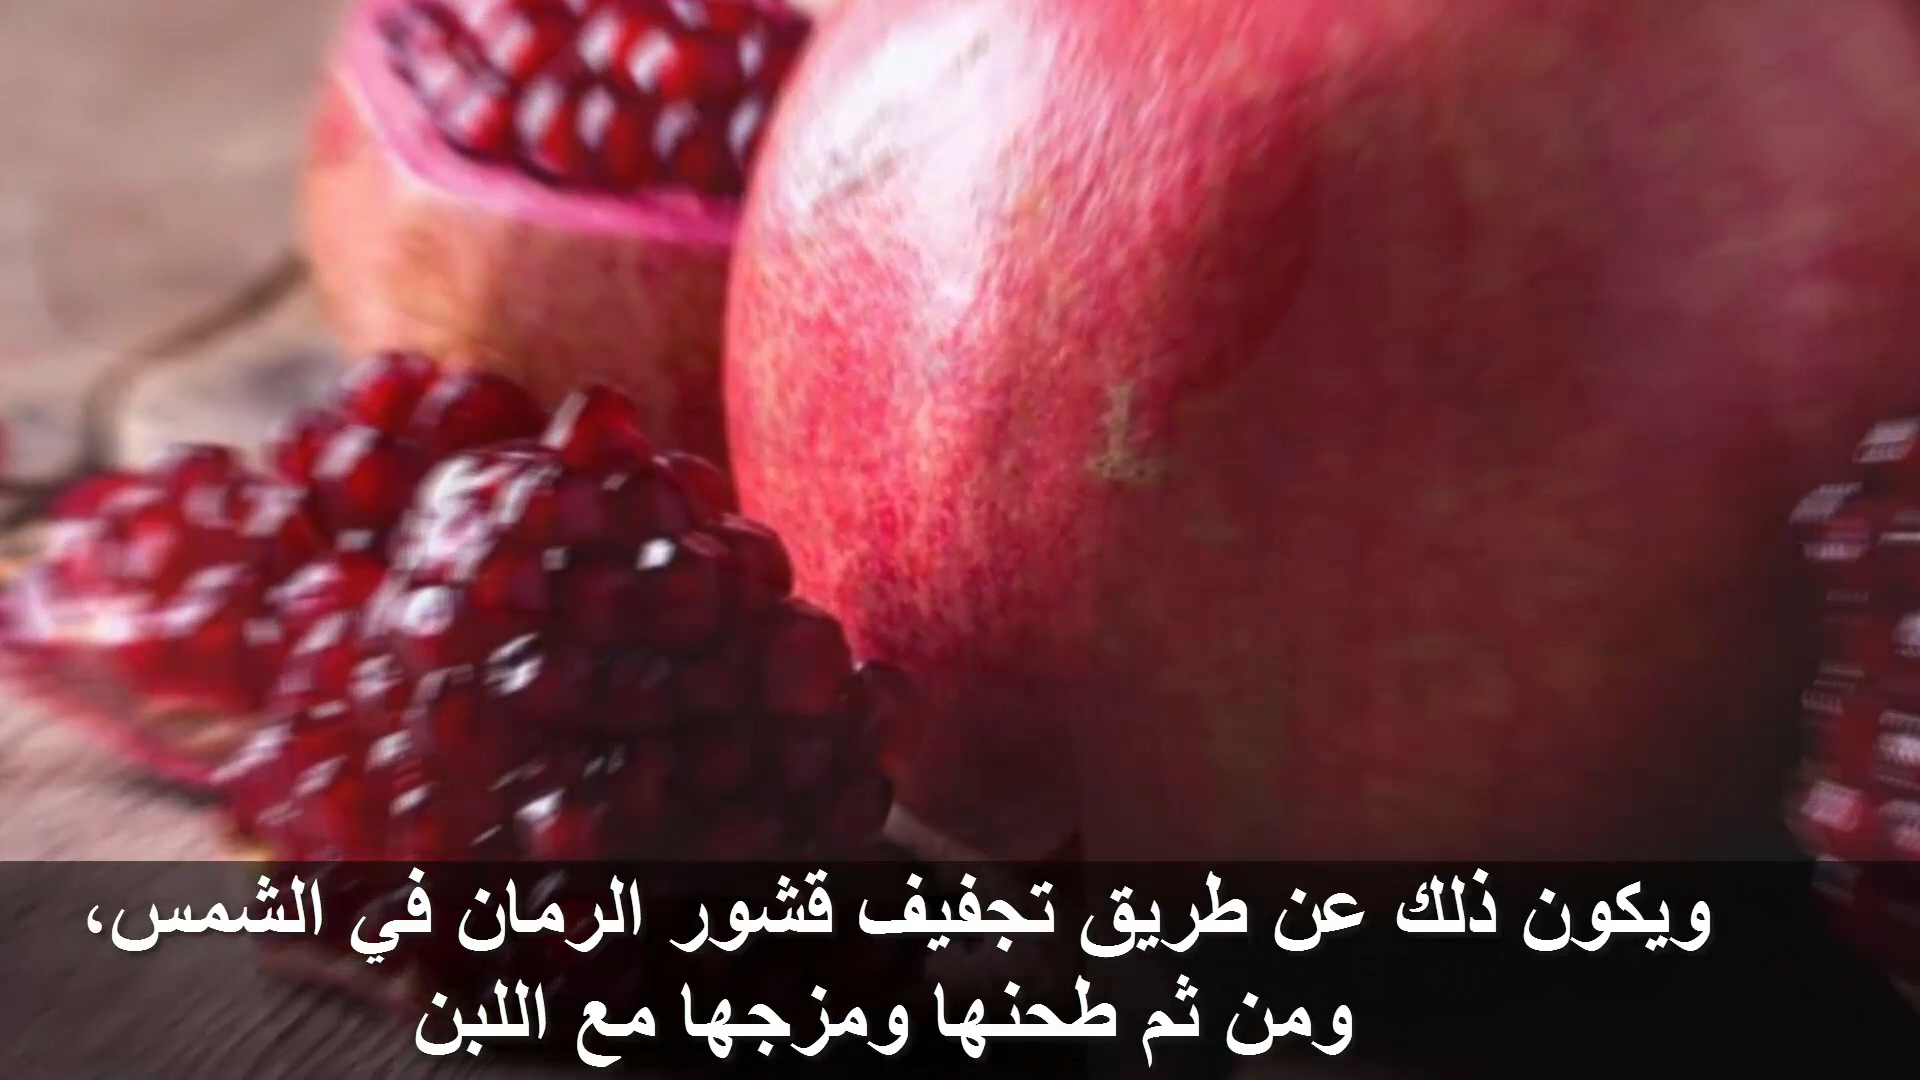 ويكون ذلك عن طريق تجفيف قشور الرمان في الشمس،
ومن ثم طحنها ومزجها مع اللبن